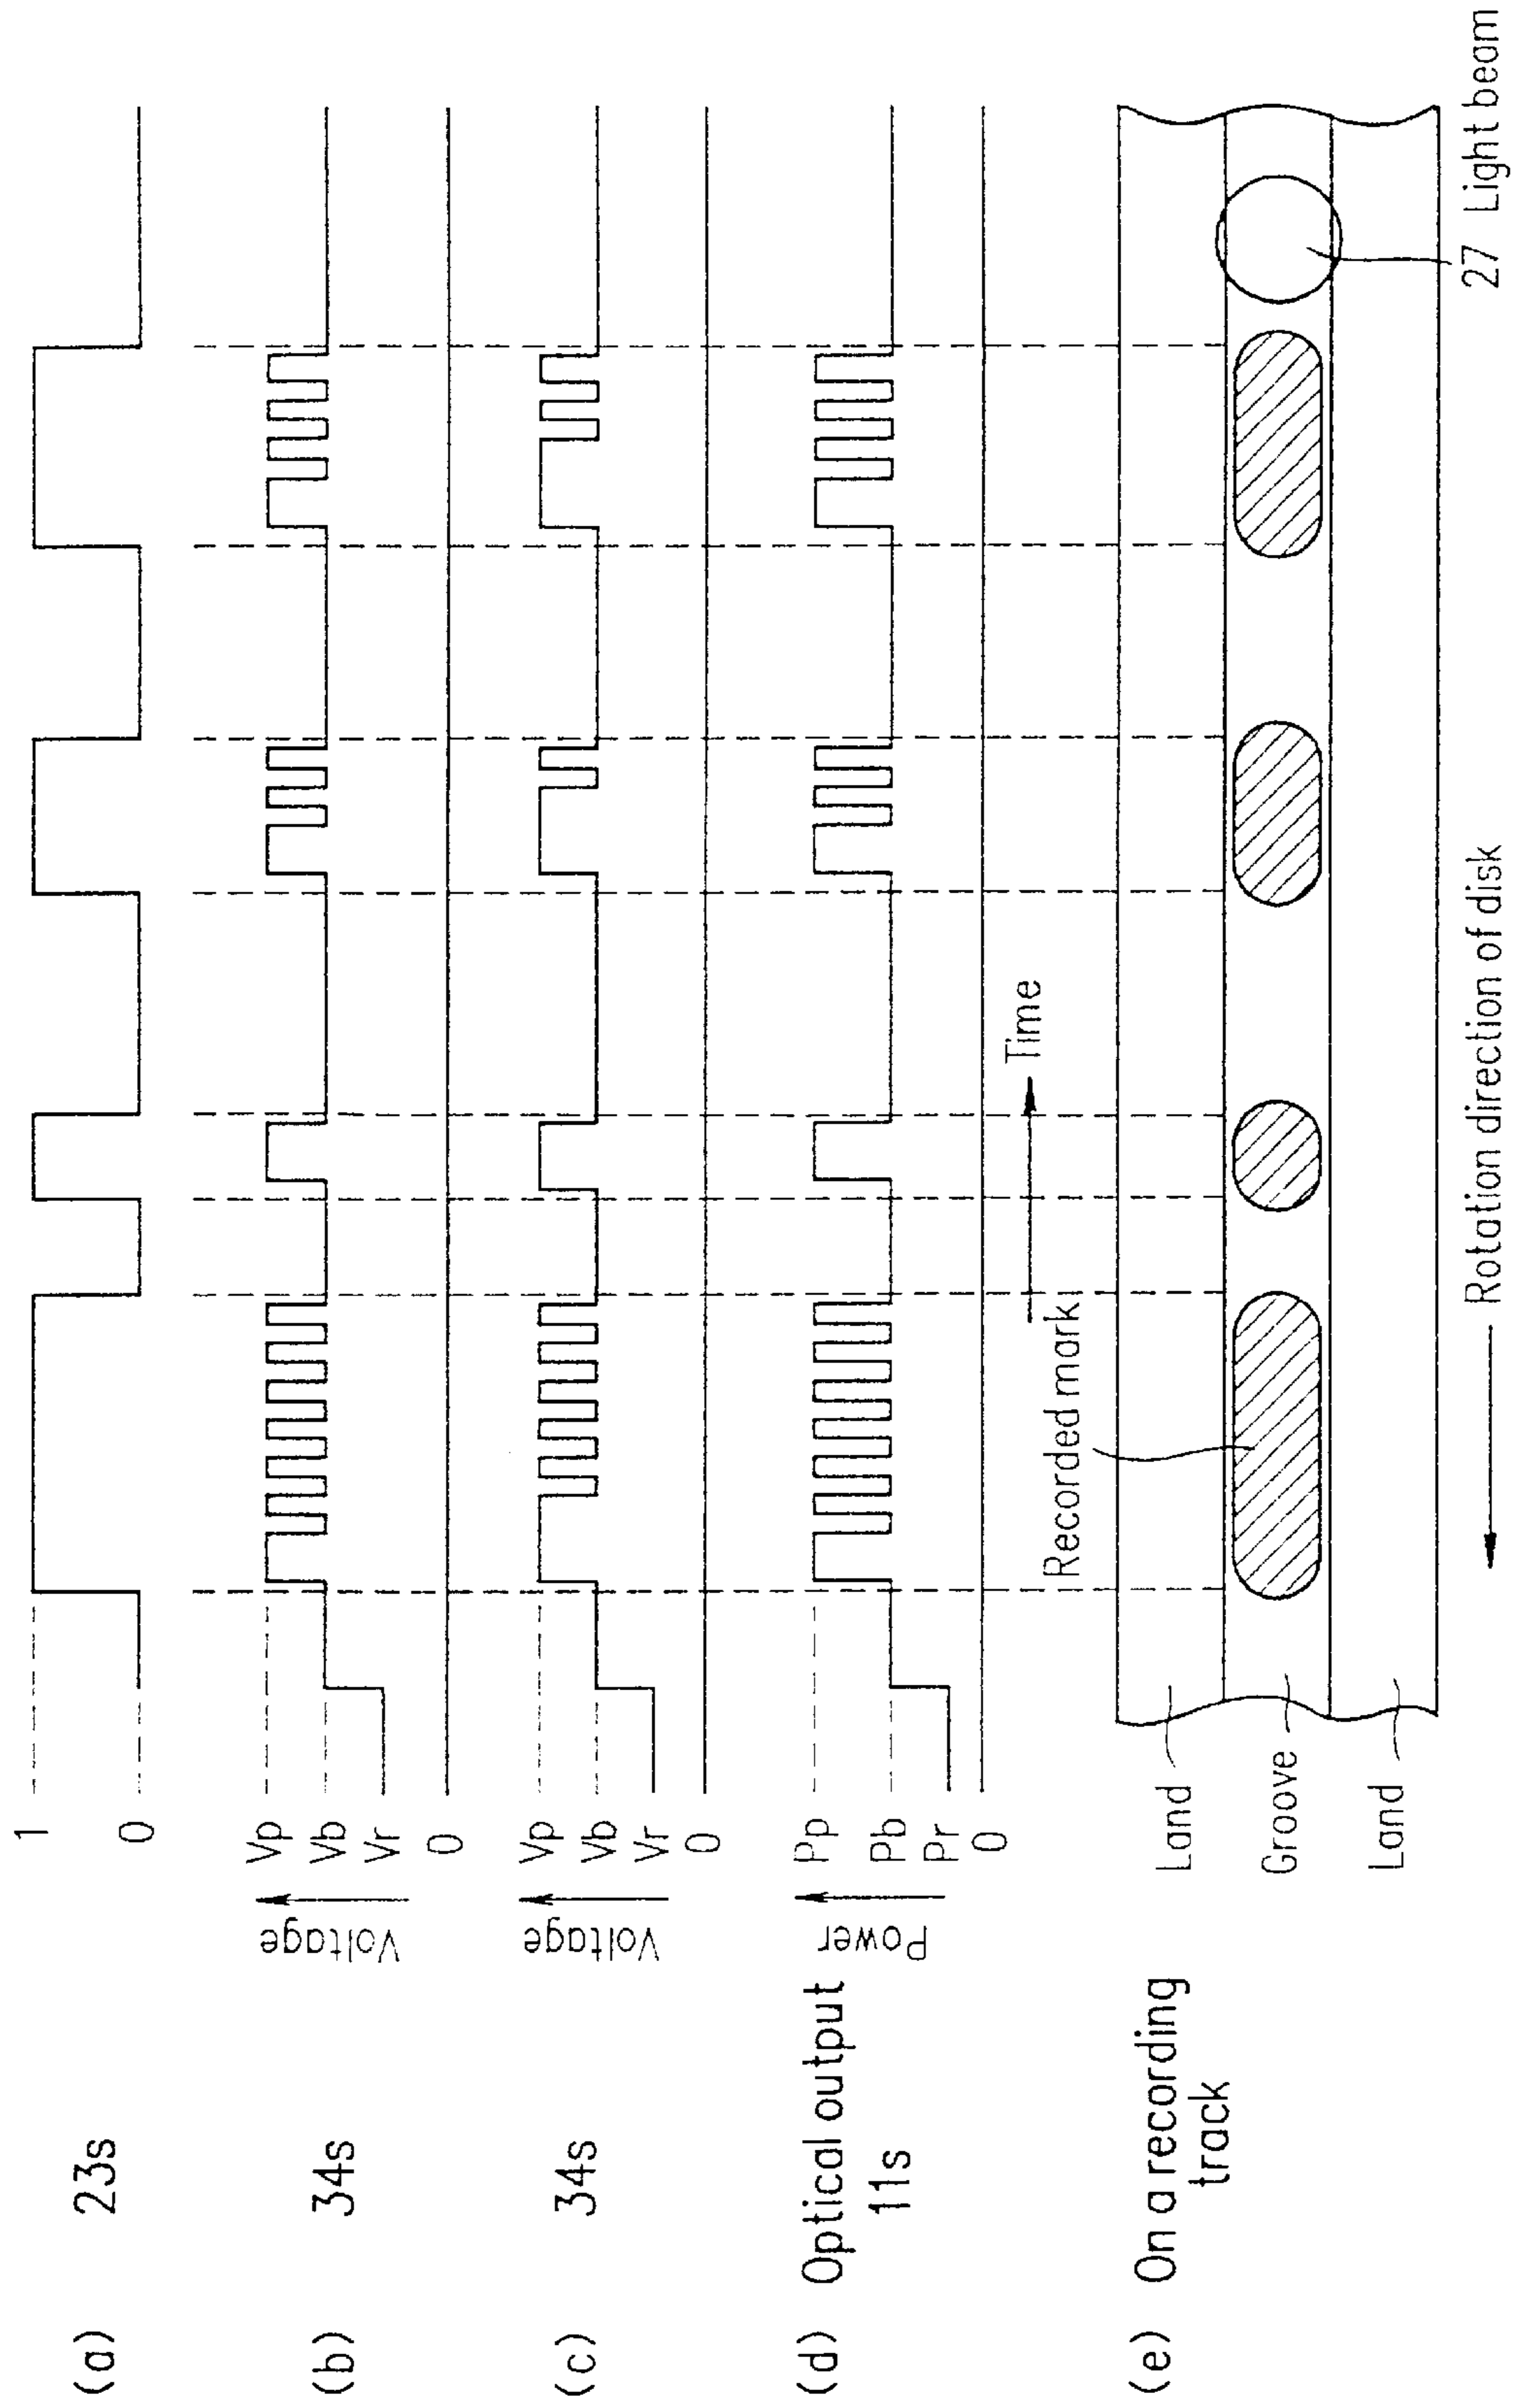 (a) 23s
1
0
(b) 34s
Voltage
Vp
Vb
Vr
0
(c) 34s
Voltage
Vp
Vb
Vr
0
(d) Optical output
11s
Power
Pp
Pb
Pr
0
Time
(e) On a recording
track
Recorded mark
Land
Groove
Land
Rotation direction of disk
27 Light beam